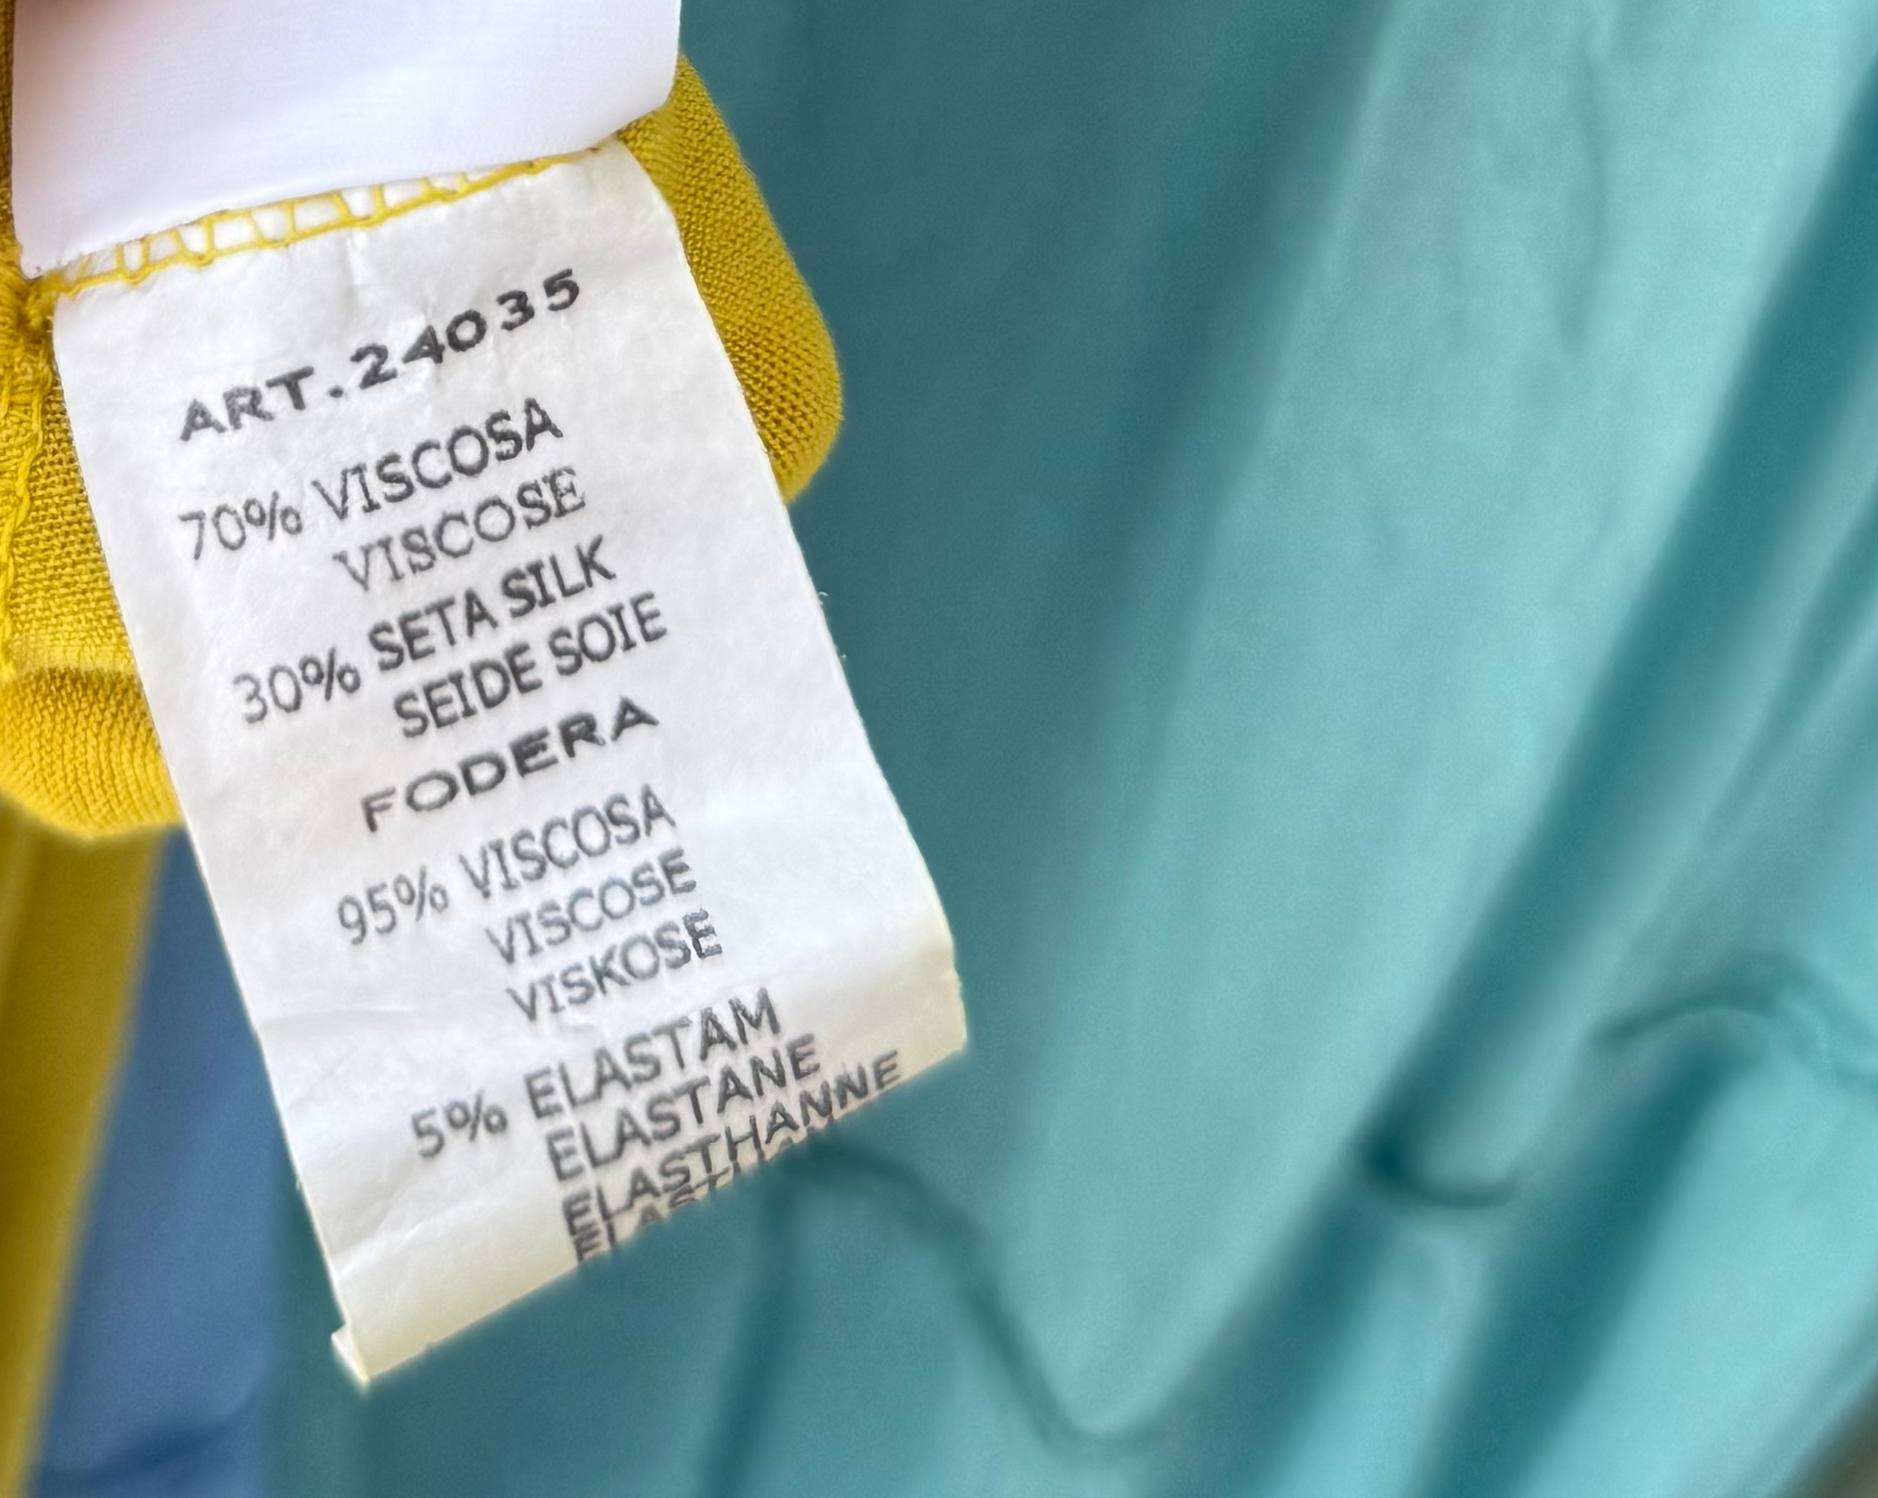 ART.24035
70% VISCOSA
VISCOSE
30% SETA SILK
SEIDE SOIE
FODERA
95% VISCOSA
VISCOSE
VISKOSE
5% ELASTAM
ELASTANE
ELASTHANNE